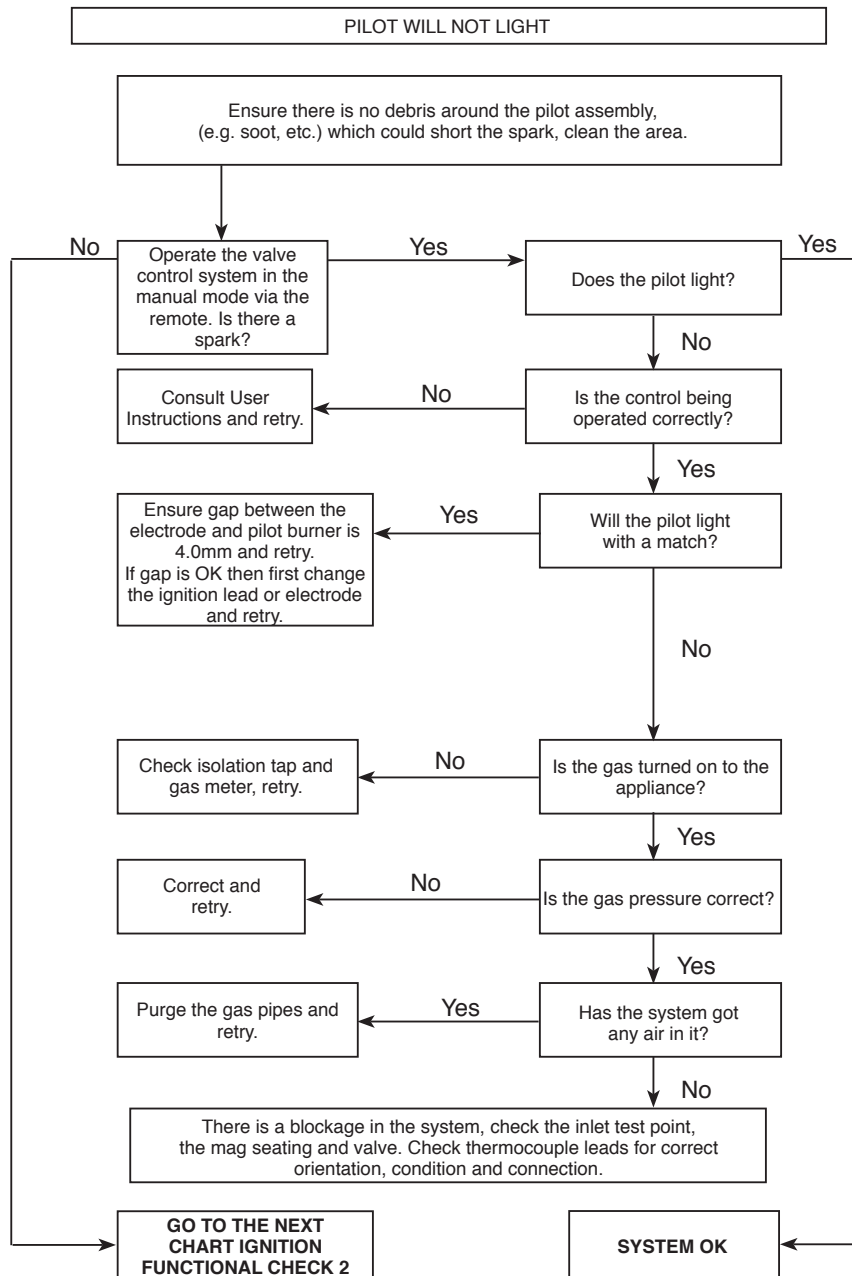 PILOT WILL NOT LIGHT
Ensure there is no debris around the pilot assembly,
(e.g. soot, etc.) which could short the spark, clean the area.
No
Operate the valve
control system in the
manual mode via the
remote. Is there a
spark?
Yes
Does the pilot light?
Yes
No
Consult User
Instructions and retry.
No
Is the control being
operated correctly?
Yes
Ensure gap between the
electrode and pilot burner is
4.0mm and retry.
If gap is OK then first change
the ignition lead or electrode
and retry.
Yes
Will the pilot light
with a match?
No
Check isolation tap and
gas meter, retry.
No
Is the gas turned on to the
appliance?
Yes
Correct and
retry.
No
Is the gas pressure correct?
Yes
Purge the gas pipes and
retry.
Yes
Has the system got
any air in it?
No
There is a blockage in the system, check the inlet test point,
the mag seating and valve. Check thermocouple leads for correct
orientation, condition and connection.
GO TO THE NEXT
CHART IGNITION
FUNCTIONAL CHECK 2
SYSTEM OK